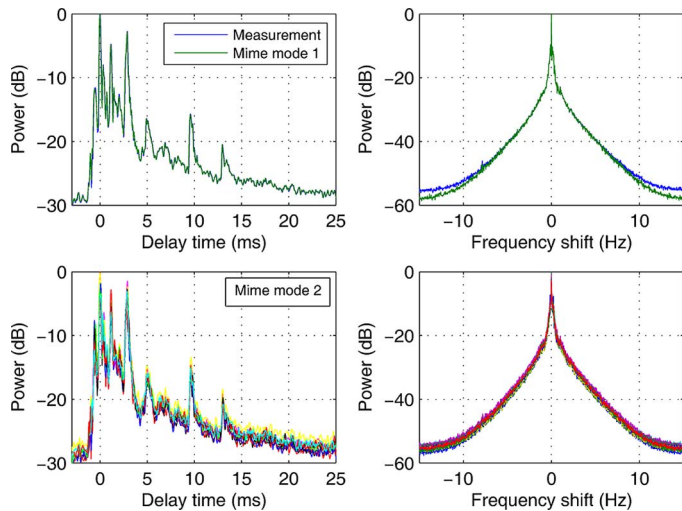 0
−10
−20
−30
Power (dB)
0 5 10 15 20 25
Delay time (ms)
Measurement
Mime mode 1
0
−20
−40
−60
Power (dB)
−10 0 10
Frequency shift (Hz)
0
−10
−20
−30
Power (dB)
0 5 10 15 20 25
Delay time (ms)
Mime mode 2
0
−20
−40
−60
Power (dB)
−10 0 10
Frequency shift (Hz)